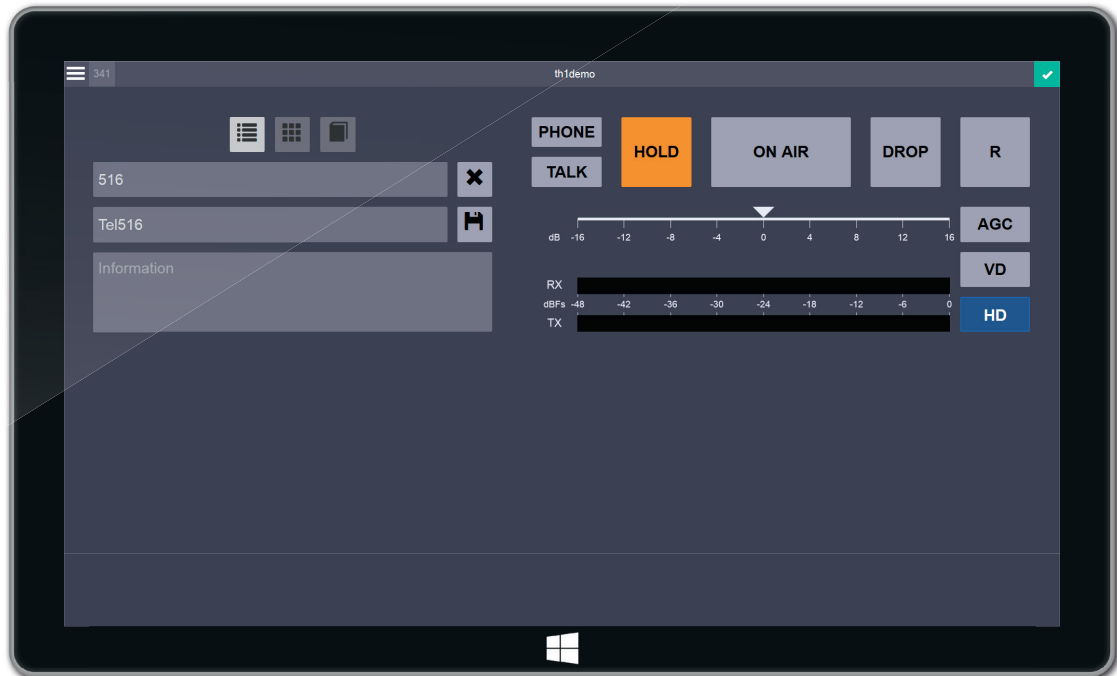 341
th1demo
516
Tel516
Information
PHONE
TALK
HOLD
ON AIR
DROP
R
dB -16 -12 -8 -4 0 4 8 12 16
AGC
VD
HD
RX
dBFs -48 -42 -36 -30 -24 -18 -12 -6 0
TX